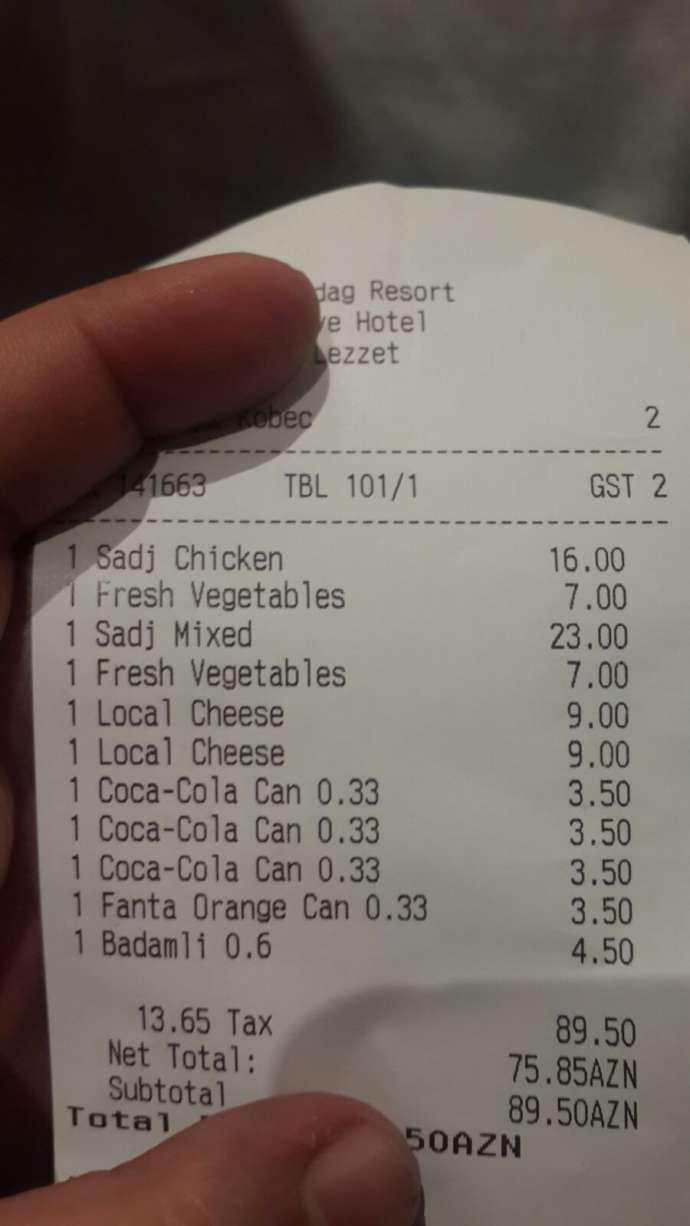 dag Resort
ve Hotel
Lezzet
Kobec 2
141663 TBL 101/1 GST 2
1 Sadj Chicken 16.00
1 Fresh Vegetables 7.00
1 Sadj Mixed 23.00
1 Fresh Vegetables 7.00
1 Local Cheese 9.00
1 Local Cheese 9.00
1 Coca-Cola Can 0.33 3.50
1 Coca-Cola Can 0.33 3.50
1 Coca-Cola Can 0.33 3.50
1 Fanta Orange Can 0.33 3.50
1 Badamli 0.6 4.50
13.65 Tax 89.50
Net Total: 75.85AZN
Subtotal 89.50AZN
Total 50AZN